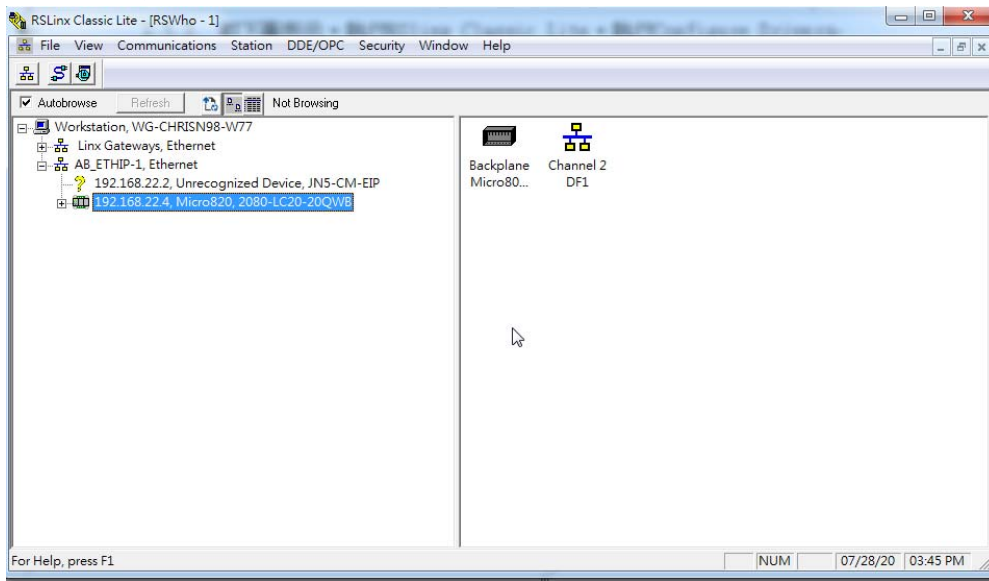 RSLinx Classic Lite - [RSWho - 1]
File View Communications Station DDE/OPC Security Window Help
Autobrowse Refresh Not Browsing
Workstation, WG-CHRISN98-W77
Linx Gateways, Ethernet
AB_ETHIP-1, Ethernet
192.168.22.2, Unrecognized Device, JN5-CM-EIP
192.168.22.4, Micro820, 2080-LC20-20QWB
Backplane
Micro80...
Channel 2
DF1
For Help, press F1
NUM 07/28/20 03:45 PM